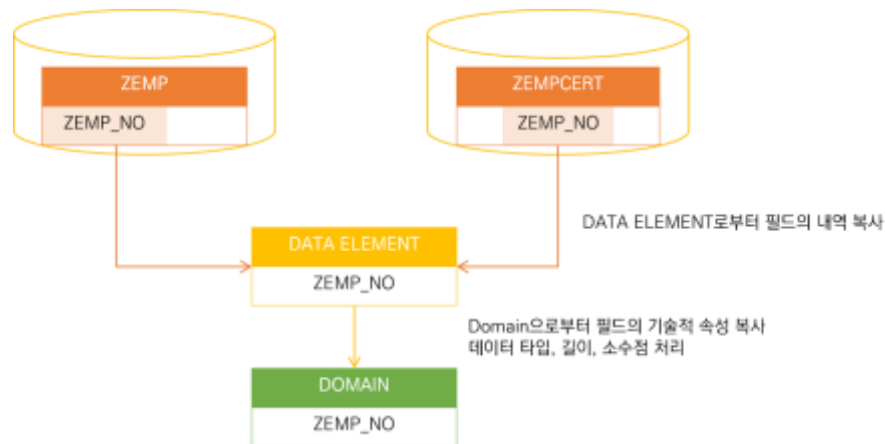 ZEMP
ZEMPCERT
ZEMP_NO
ZEMP_NO
DATA ELEMENT로부터 필드의 내역 복사
DATA ELEMENT
ZEMP_NO
Domain으로부터 필드의 기술적 속성 복사
데이터 타입, 길이, 소수점 처리
DOMAIN
ZEMP_NO